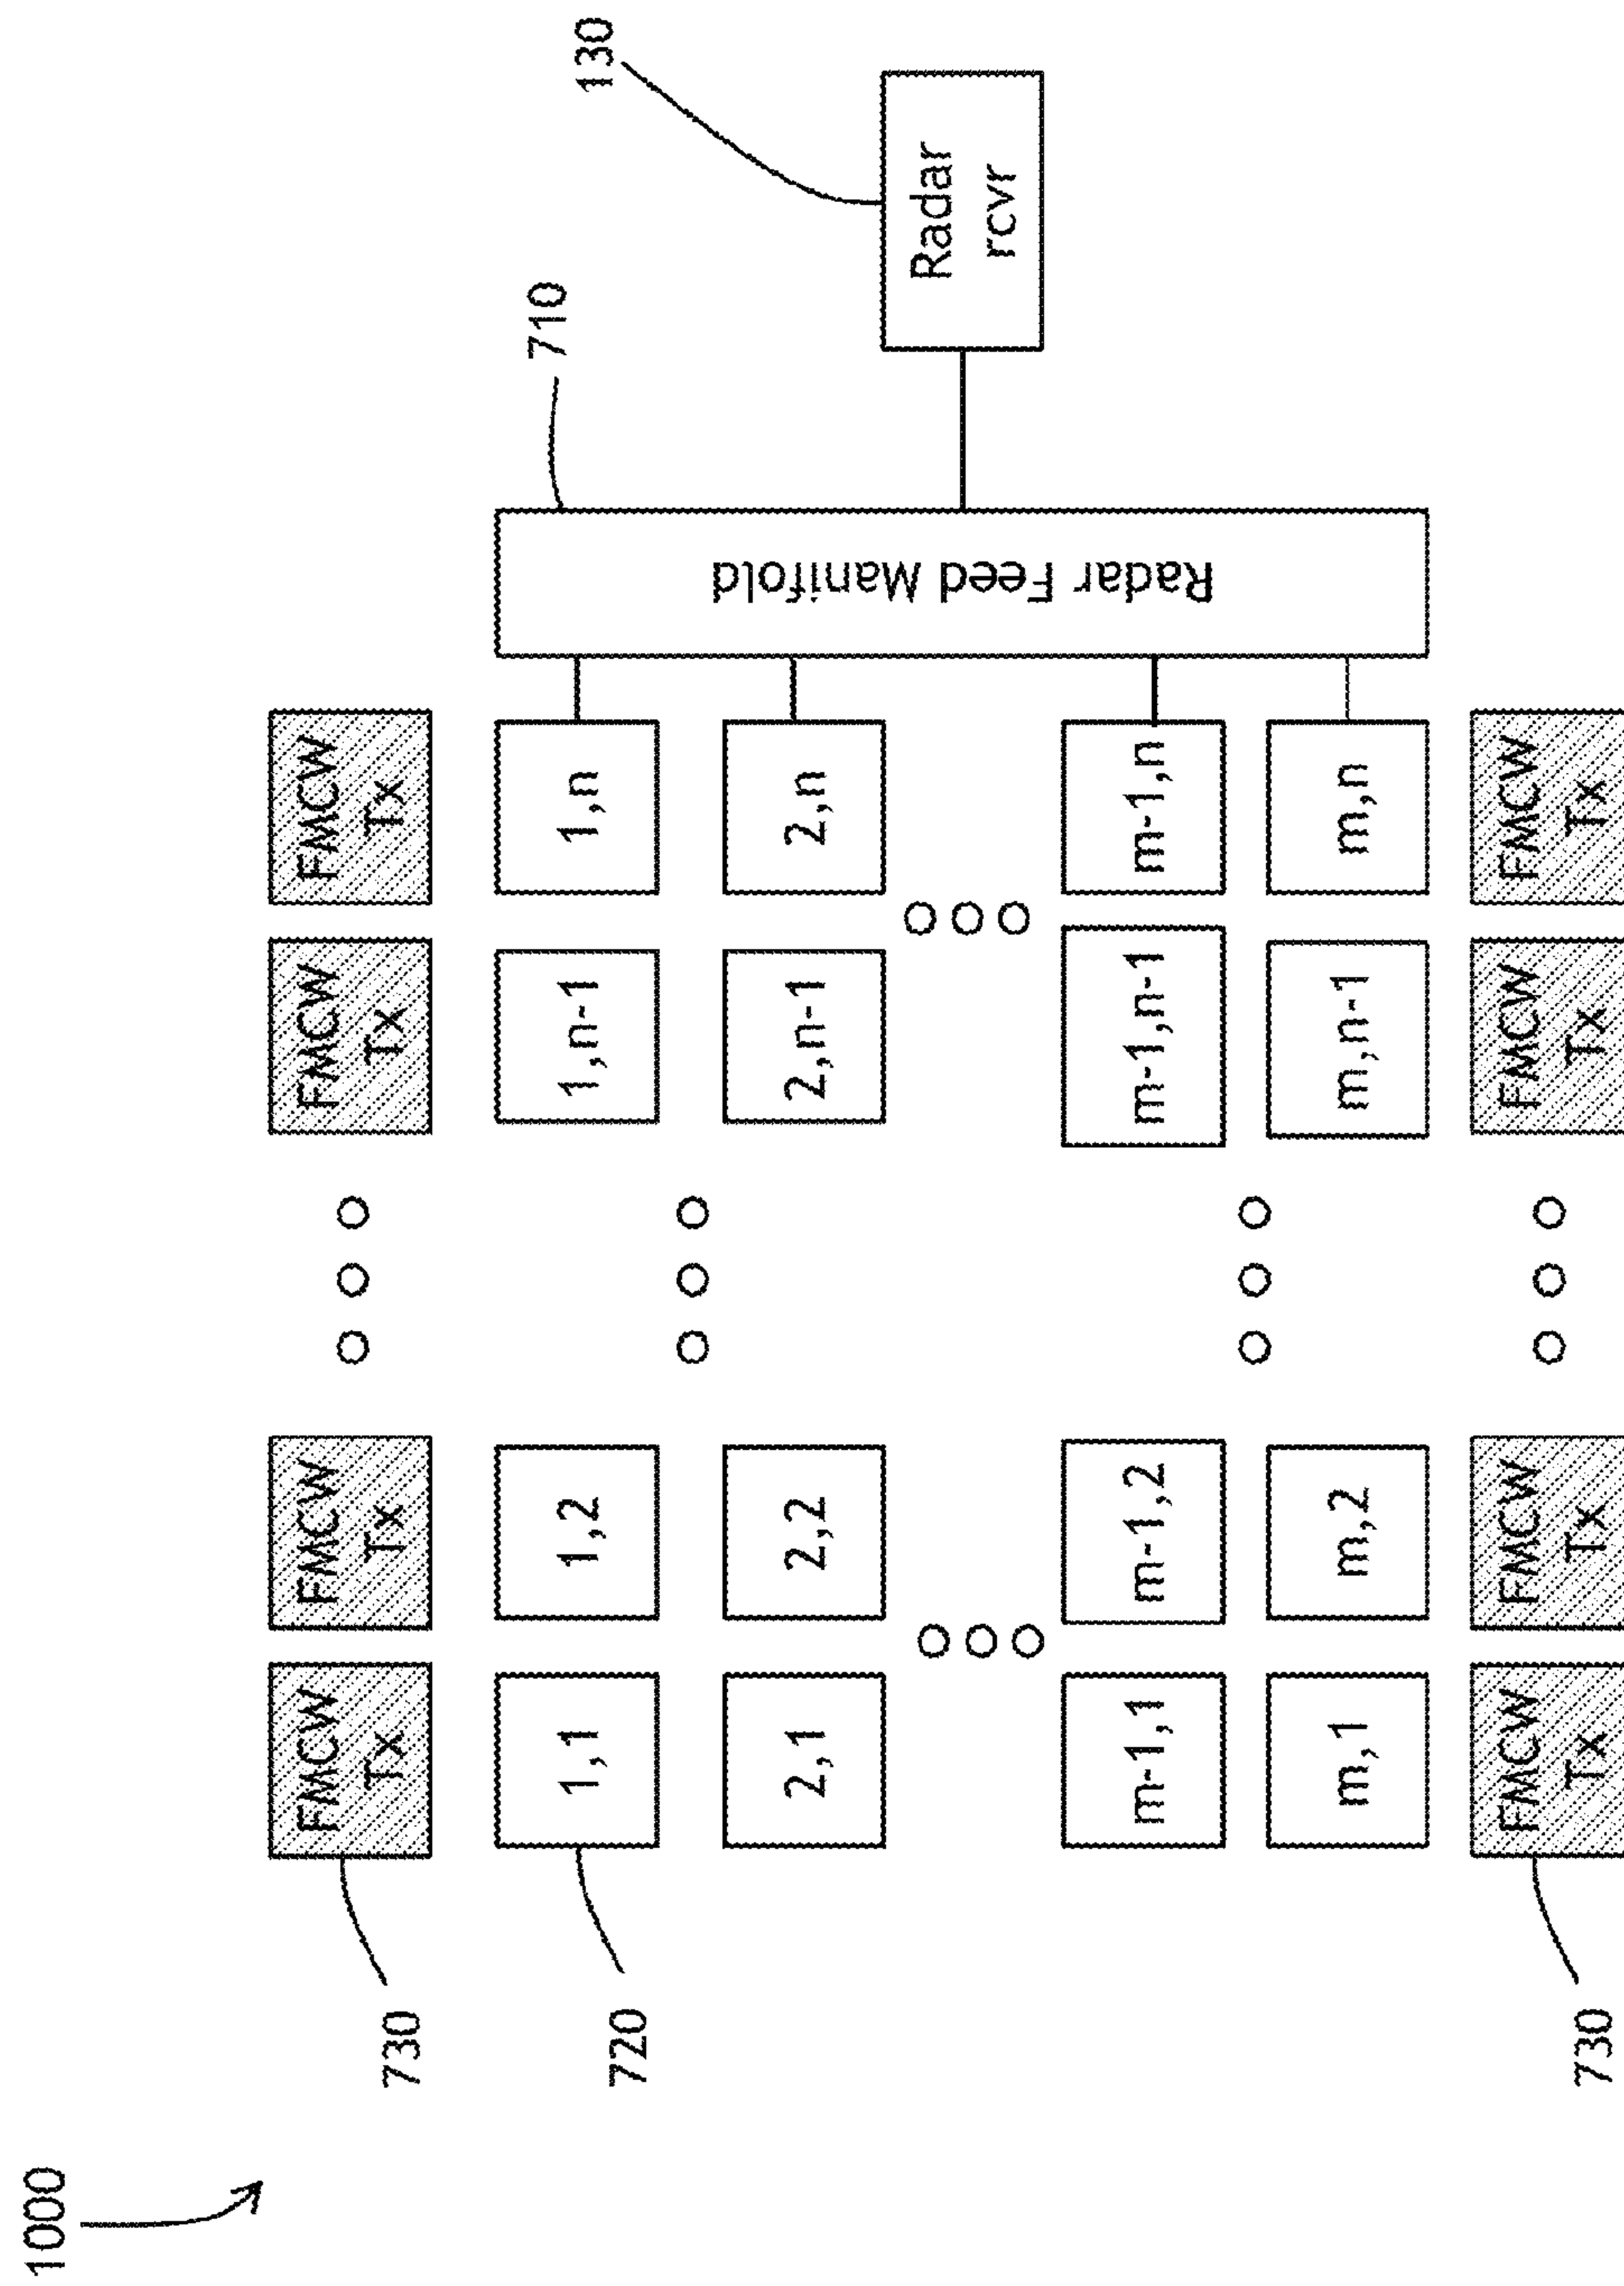 1000
FMCW Tx
FMCW Tx
FMCW Tx
FMCW Tx
730
710
130
1,1
1,2
1,n-1
1,n
720
2,1
2,2
2,n-1
2,n
Radar Feed Manifold
Radar
rcvr
m-1,1
m-1,2
m-1,n-1
m-1,n
m,1
m,2
m,n-1
m,n
FMCW Tx
FMCW Tx
FMCW Tx
FMCW Tx
730